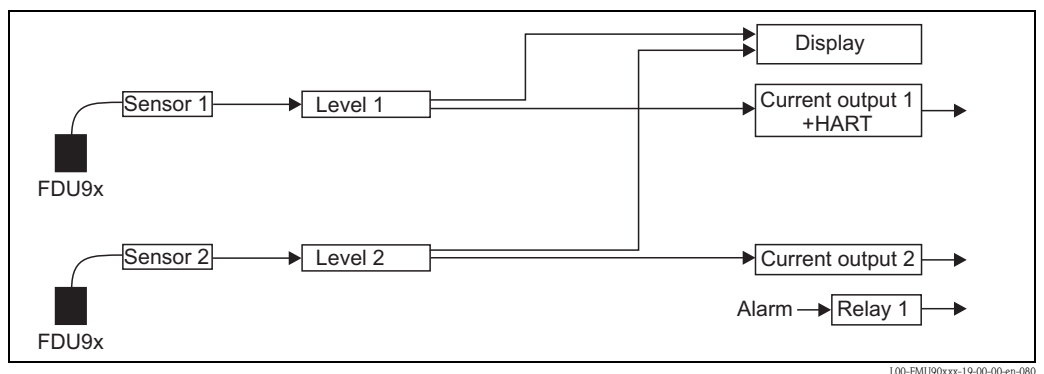 Display
Sensor 1
Level 1
Current output 1
+HART
FDU9x
Sensor 2
Level 2
Current output 2
Alarm
Relay 1
FDU9x
L00-FMU90xxx-19-00-00-en-080